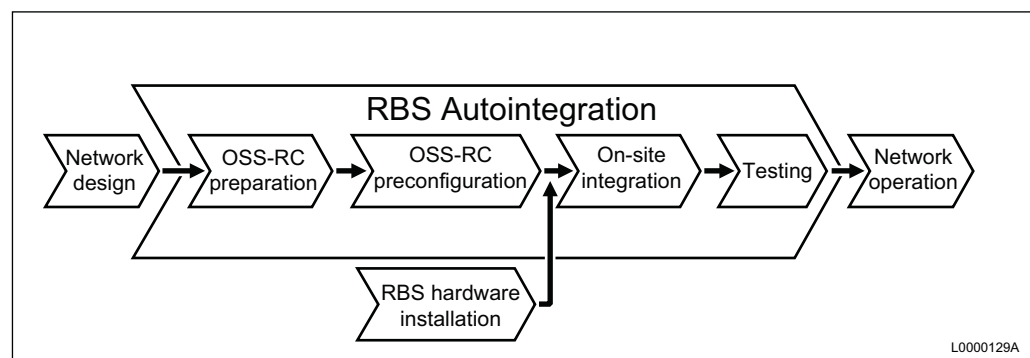 RBS Autointegration
Network
design
OSS-RC
preparation
OSS-RC
preconfiguration
On-site
integration
Testing
Network
operation
RBS hardware
installation
L0000129A